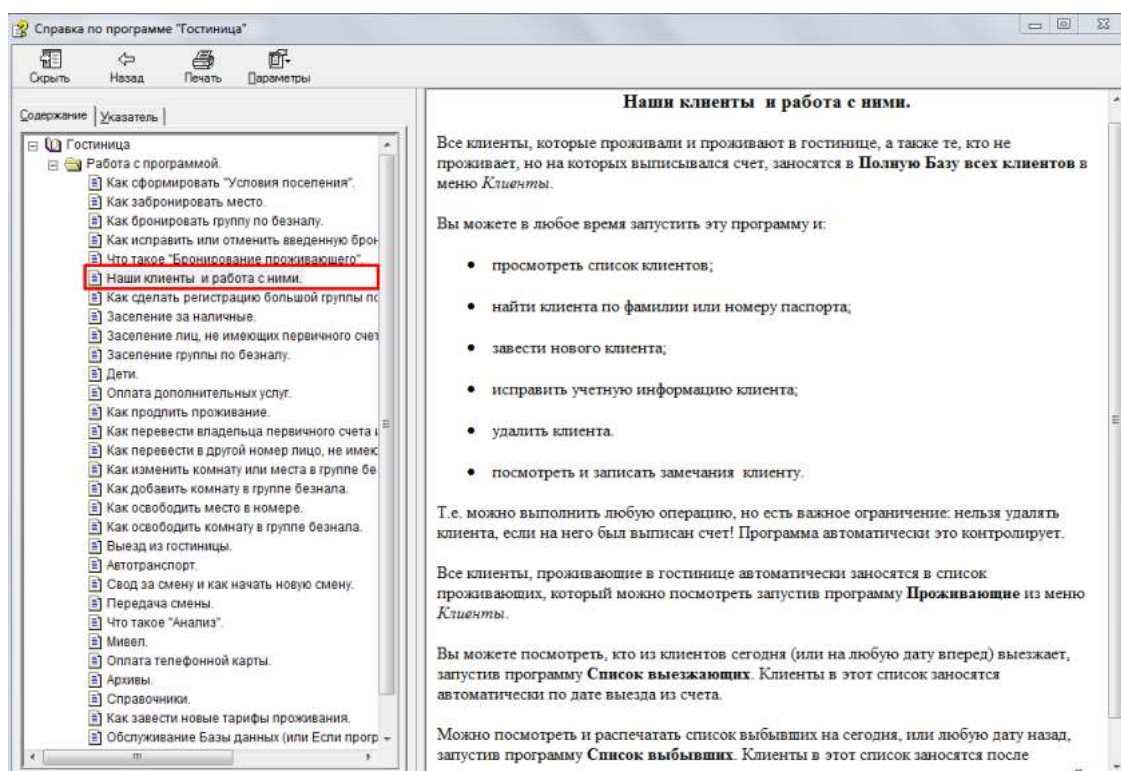 Справка по программе "Гостиница"
Скрыть Назад Печать Параметры
Содержание Указатель
Гостиница
Работа с программой.
Как сформировать "Условия поселения".
Как забронировать место.
Как бронировать группу по безналу.
Как исправить или отменить введенную брон
Что такое "Бронирование проживающего".
Наши клиенты и работа с ними.
Как сделать регистрацию большой группы по
Заселение за наличные.
Заселение лиц, не имеющих первичного счет
Заселение группы по безналу.
Дети.
Оплата дополнительных услуг.
Как продлить проживание.
Как перевести владельца первичного счета
Как перевести в другой номер лицо, не имею
Как изменить комнату или места в группе бе
Как добавить комнату в группе безнала.
Как освободить место в номере.
Как освободить комнату в группе безнала.
Выезд из гостиницы.
Автотранспорт.
Свод за смену и как начать новую смену.
Передача смены.
Что такое "Анализ".
Мивел.
Оплата телефонной карты.
Архивы.
Справочники.
Как завести новые тарифы проживания.
Обслуживание Базы данных (или Если прогр
Наши клиенты и работа с ними.
Все клиенты, которые проживали и проживают в гостинице, а также те, кто не
проживает, но на которых выписывался счет, заносятся в Полную Базу всех клиентов в
меню Клиенты.
Вы можете в любое время запустить эту программу и:
• просмотреть список клиентов;
• найти клиента по фамилии или номеру паспорта;
• завести нового клиента;
• исправить учетную информацию клиента;
• удалить клиента.
• посмотреть и записать замечания клиенту.
Т.е. можно выполнить любую операцию, но есть важное ограничение: нельзя удалять
клиента, если на него был выписан счет! Программа автоматически это контролирует.
Все клиенты, проживающие в гостинице автоматически заносятся в список
проживающих, который можно посмотреть запустив программу Проживающие из меню
Клиенты.
Вы можете посмотреть, кто из клиентов сегодня (или на любую дату вперед) выезжает,
запустив программу Список выезжающих. Клиенты в этот список заносятся
автоматически по дате выезда из счета.
Можно посмотреть и распечатать список выбывших на сегодня, или любую дату назад,
запустив программу Список выбывших. Клиенты в этот список заносятся после